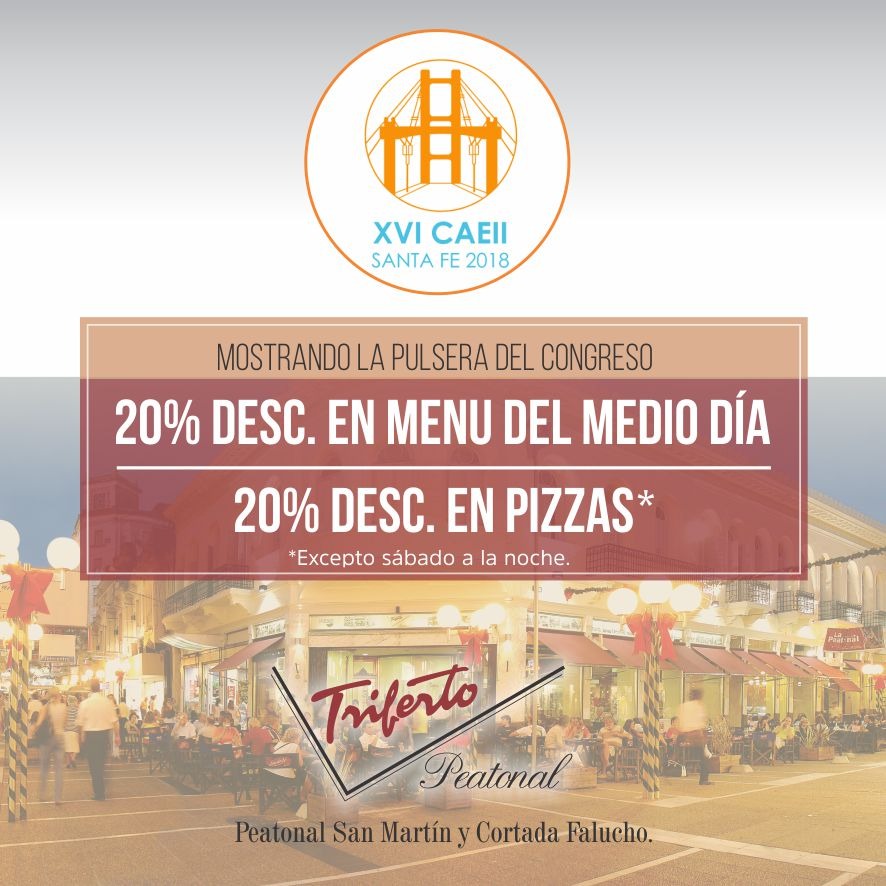 XVI CAEII
SANTA FE 2018
MOSTRANDO LA PULSERA DEL CONGRESO
20% DESC. EN MENU DEL MEDIO DÍA
20% DESC. EN PIZZAS*
*Excepto sábado a la noche.
Triferto
Peatonal
Peatonal San Martín y Cortada Falucho.